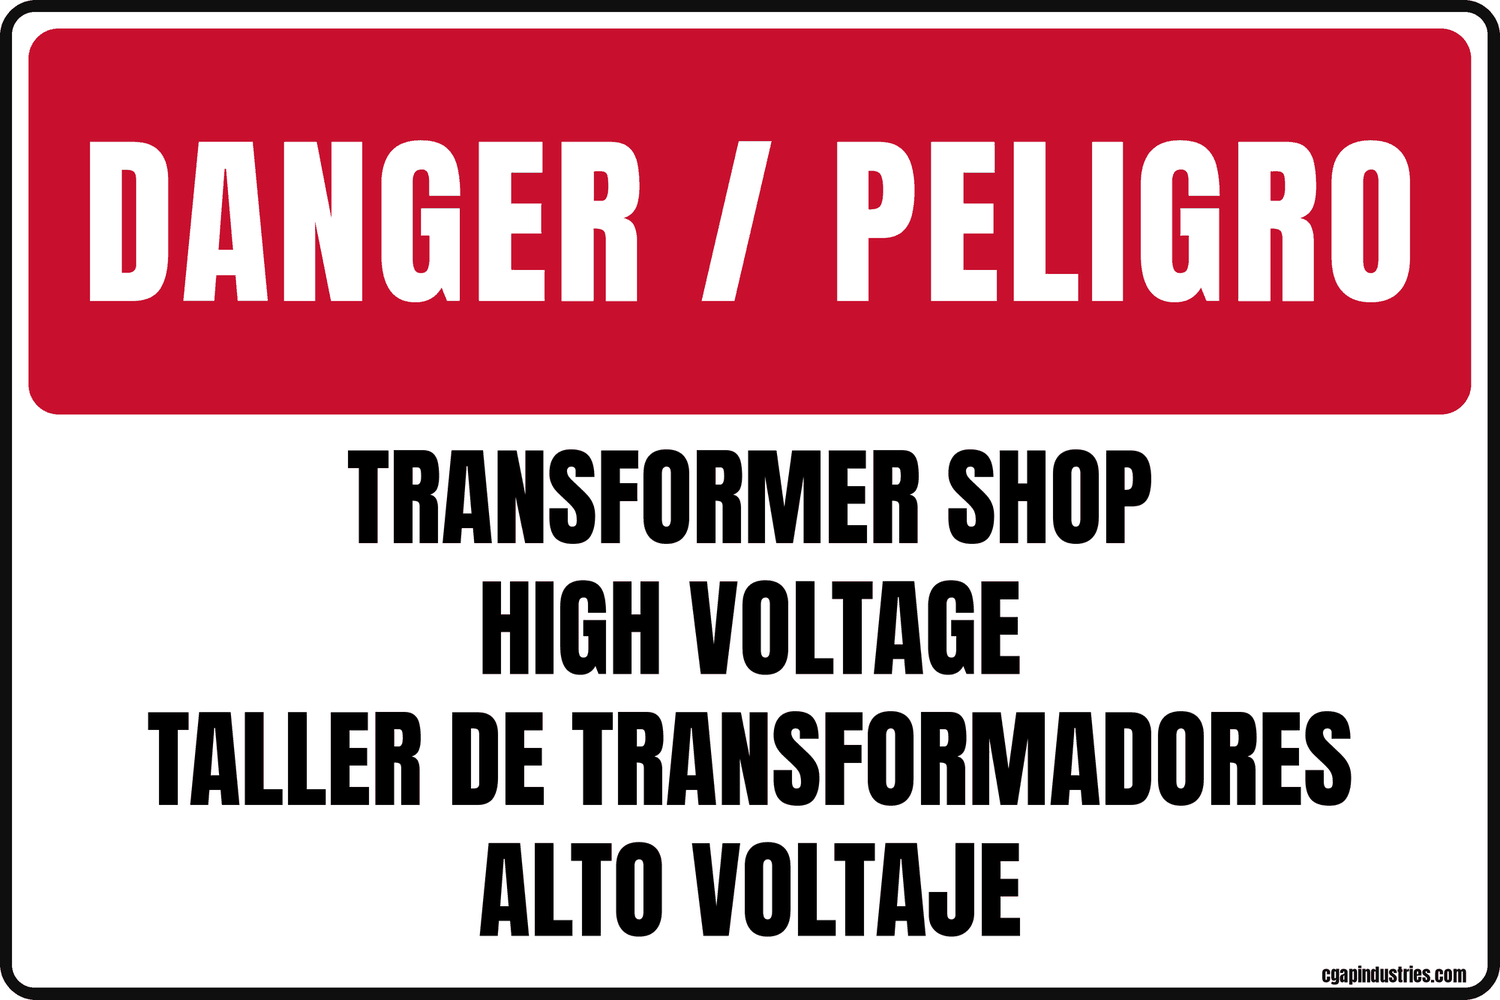 DANGER / PELIGRO
TRANSFORMER SHOP
HIGH VOLTAGE
TALLER DE TRANSFORMADORES
ALTO VOLTAJE
cgapindustries.com